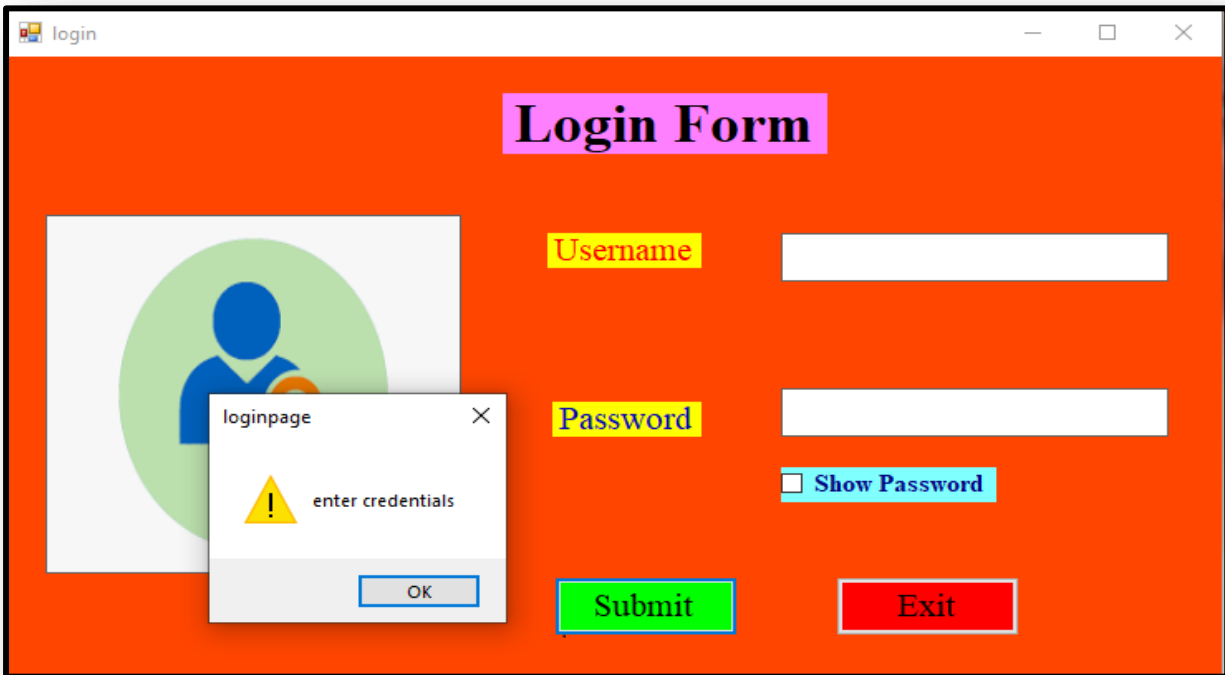 login
Login Form
Username
Password
Show Password
loginpage
enter credentials
OK
Submit
Exit